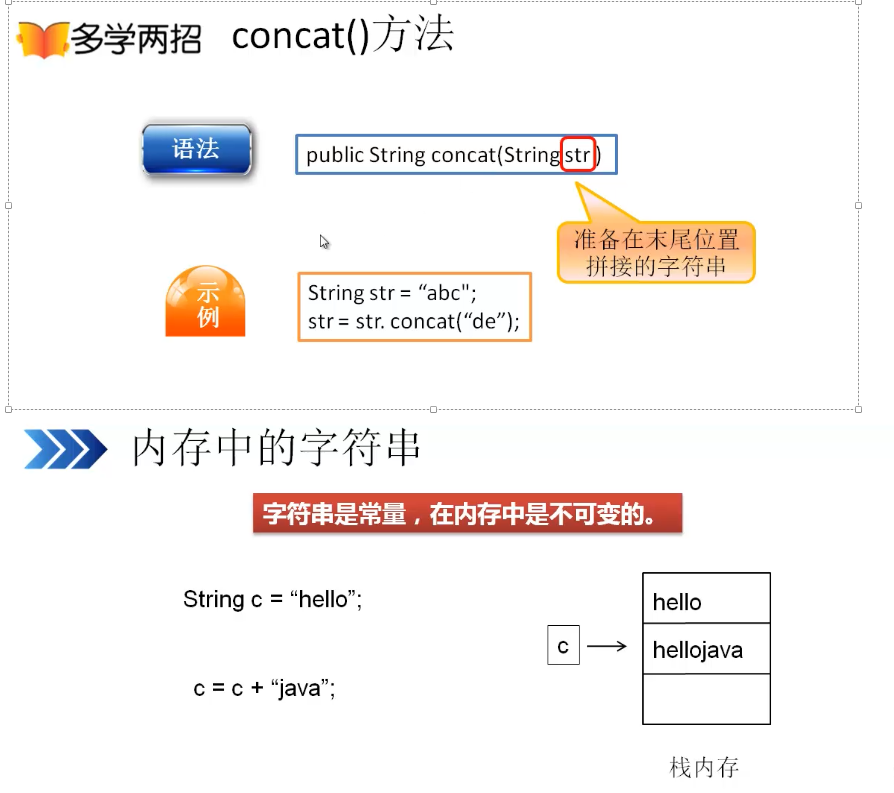 多学两招 concat()方法
语法
public String concat(String str)
准备在末尾位置
拼接的字符串
示
例
String str = “abc";
str = str. concat(“de”);
内存中的字符串
字符串是常量，在内存中是不可变的。
String c = “hello”;
hello
c
hellojava
c = c + “java”;
栈内存